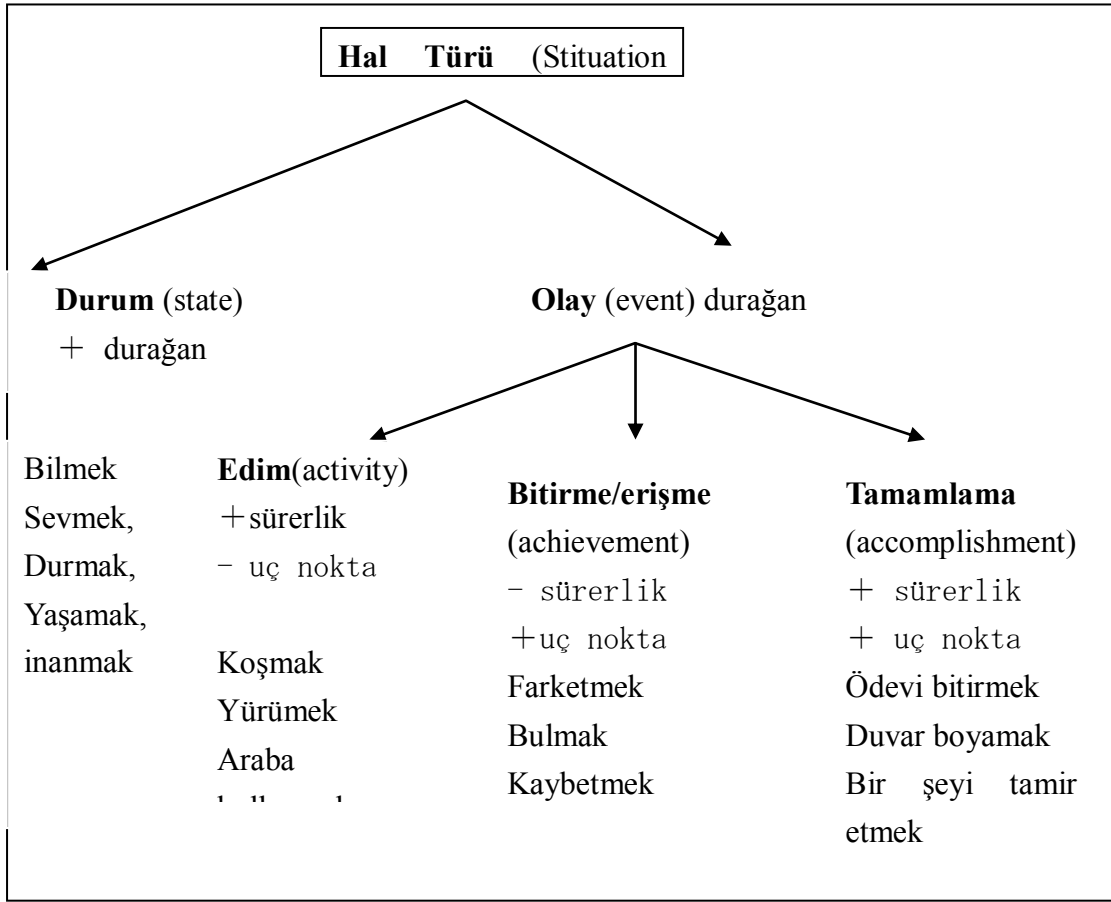 Hal Türü (Stituation
Durum (state)
+ durağan
Olay (event) durağan
Bilmek
Sevmek,
Durmak,
Yaşamak,
inanmak
Edim(activity)
+sürerlik
- uç nokta
Koşmak
Yürümek
Araba
Bitirme/erişme
(achievement)
- sürerlik
+uç nokta
Farketmek
Bulmak
Kaybetmek
Tamamlama
(accomplishment)
+ sürerlik
+ uç nokta
Ödevi bitirmek
Duvar boyamak
Bir şeyi tamir
etmek